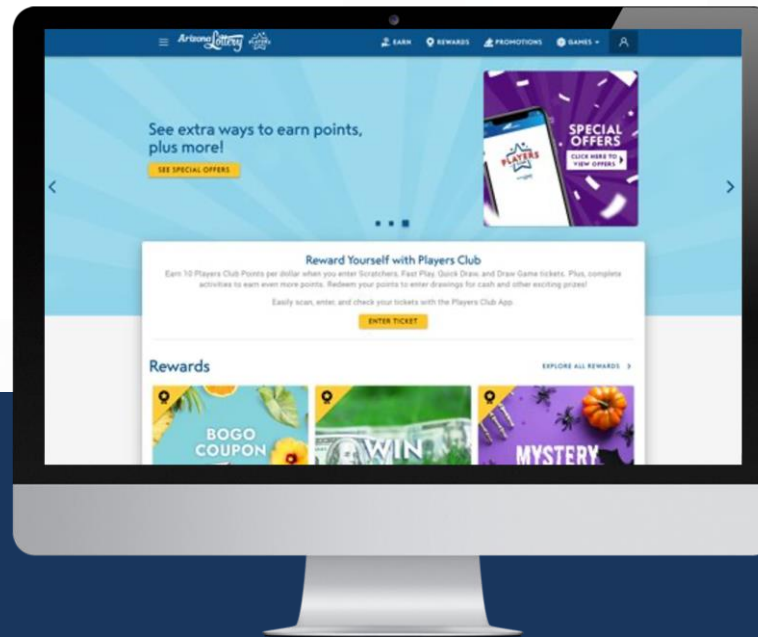 Arizona Lottery PLAYERS
EARN REWARDS PROMOTIONS GAMES
See extra ways to earn points,
plus more!
SEE SPECIAL OFFERS
PLAYERS
SPECIAL
OFFERS
CLICK HERE TO
VIEW OFFERS
Reward Yourself with Players Club
Earn 10 Players Club Points per dollar when you enter Scratchers, Fast Play, Quick Draw, and Draw Game tickets. Plus, complete
activities to earn even more points. Redeem your points to enter drawings for cash and other exciting prizes!
Easily scan, enter, and check your tickets with the Players Club App.
ENTER TICKET
Rewards
EXPLORE ALL REWARDS
BOGO
COUPON
WIN
MYSTERY